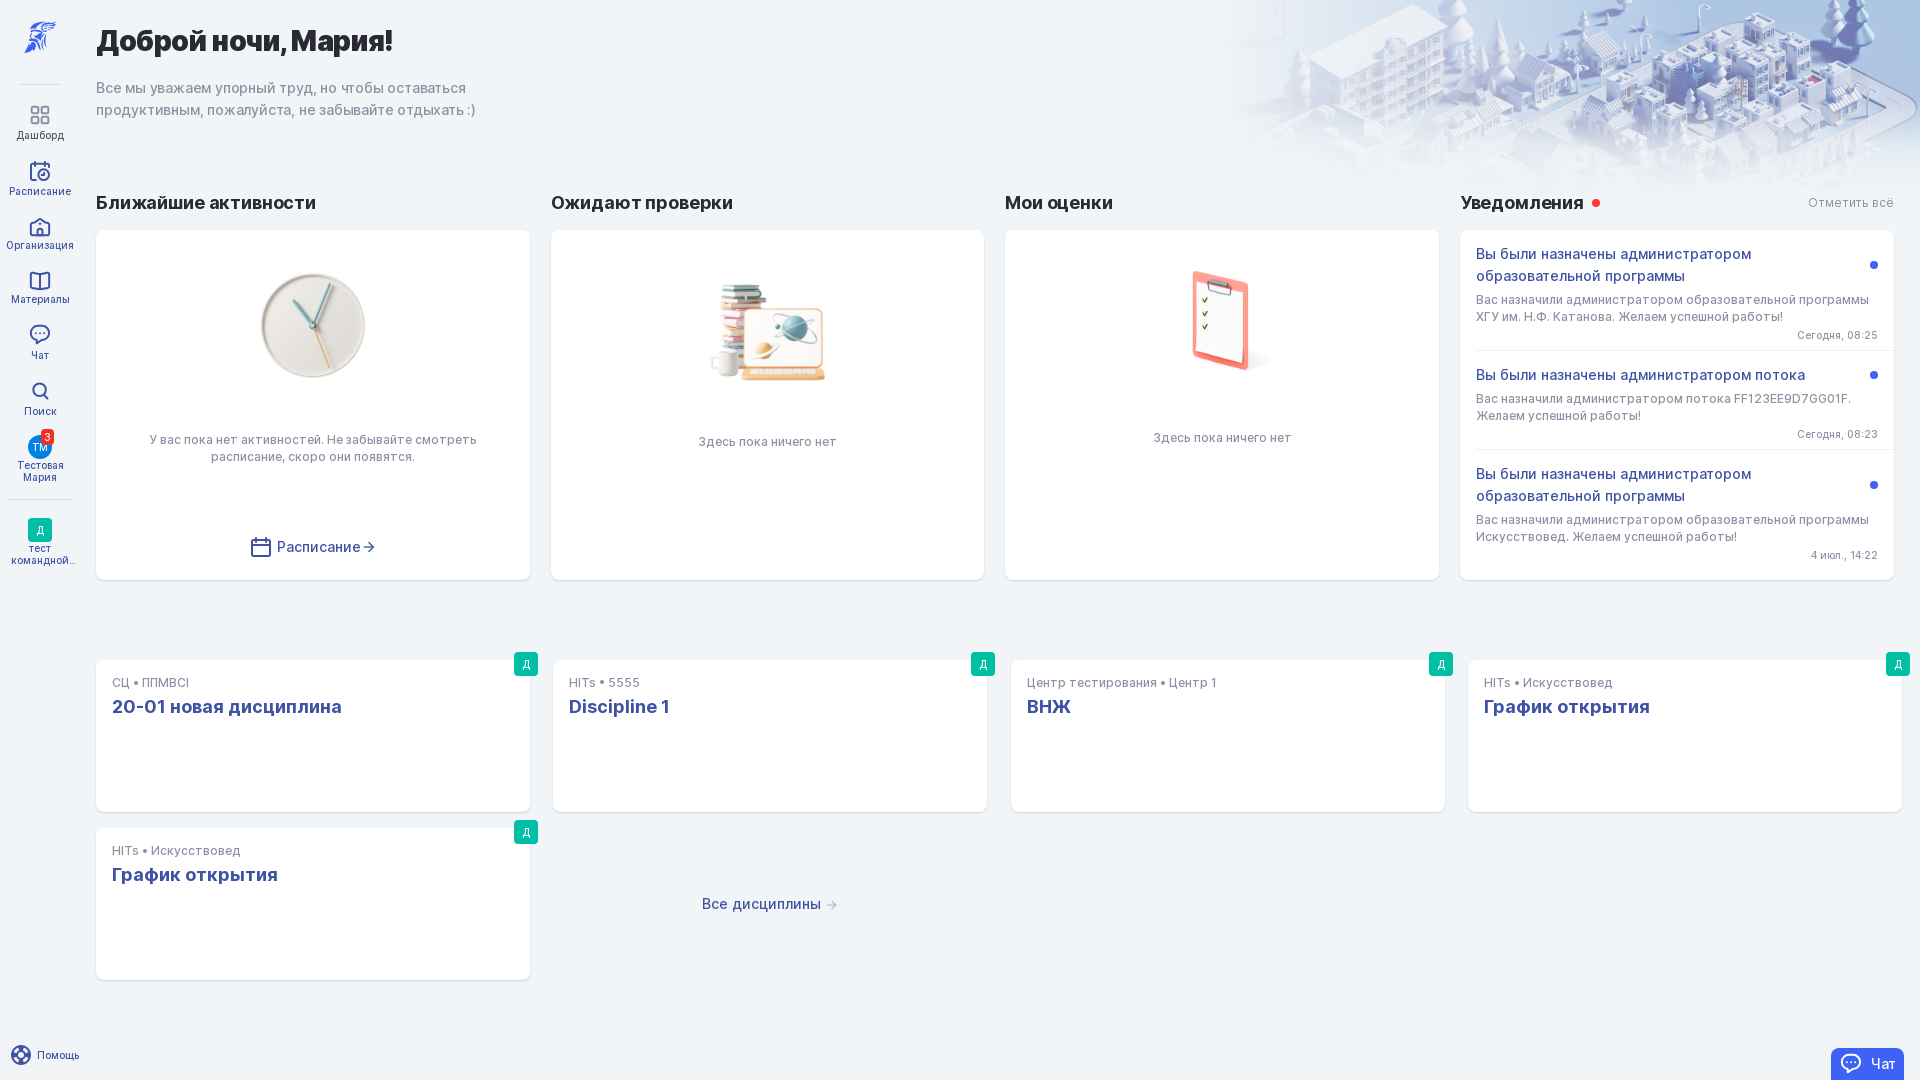 Доброй ночи, Мария!
Все мы уважаем упорный труд, но чтобы оставаться
продуктивным, пожалуйста, не забывайте отдыхать :)
Дашборд
Расписание
Организация
Материалы
Чат
Поиск
ТМ
3
Тестовая
Мария
Д
тест
командной...
Помощь
Ближайшие активности
У вас пока нет активностей. Не забывайте смотреть
расписание, скоро они появятся.
Расписание
Ожидают проверки
Здесь пока ничего нет
Мои оценки
Здесь пока ничего нет
Уведомления
Отметить всё
Вы были назначены администратором
образовательной программы
Вас назначили администратором образовательной программы
ХГУ им. Н.Ф. Катанова. Желаем успешной работы!
Сегодня, 08:25
Вы были назначены администратором потока
Вас назначили администратором потока FF123EE9D7GG01F.
Желаем успешной работы!
Сегодня, 08:23
Вы были назначены администратором
образовательной программы
Вас назначили администратором образовательной программы
Искусствовед. Желаем успешной работы!
4 июл., 14:22
Д
СЦ • ППМВСІ
20-01 новая дисциплина
Д
HITs • 5555
Discipline 1
Д
Центр тестирования • Центр 1
ВНЖ
Д
HITs • Искусствовед
График открытия
Д
HITs • Искусствовед
График открытия
Все дисциплины
Чат